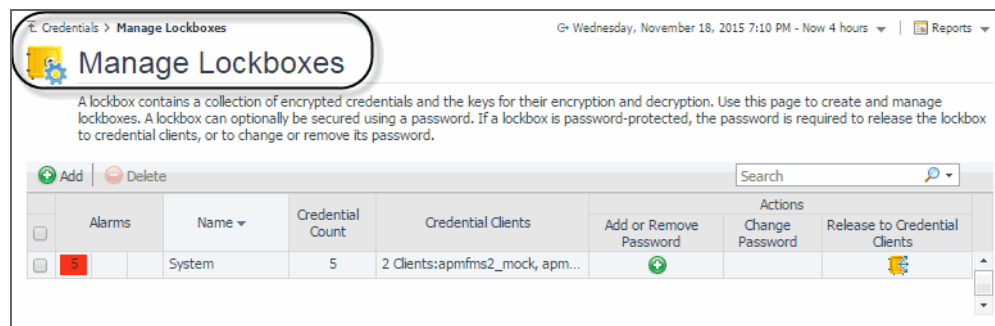 Credentials > Manage Lockboxes
Wednesday, November 18, 2015 7:10 PM - Now 4 hours
Reports
Manage Lockboxes
A lockbox contains a collection of encrypted credentials and the keys for their encryption and decryption. Use this page to create and manage
lockboxes. A lockbox can optionally be secured using a password. If a lockbox is password-protected, the password is required to release the lockbox
to credential clients, or to change or remove its password.
Add
Delete
Search
Alarms
Name
Credential
Count
Credential Clients
Actions
Add or Remove
Password
Change
Password
Release to Credential
Clients
5
System
5
2 Clients:apmfms2_mock, apm...